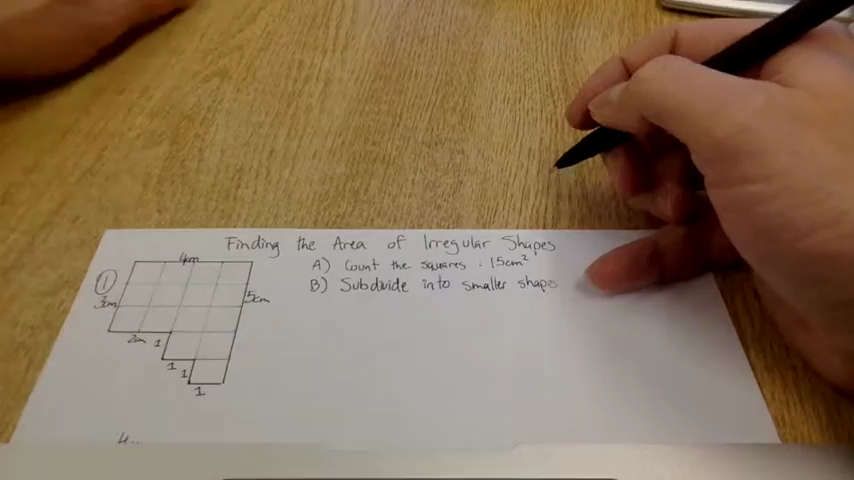 Finding the Area of Irregular Shapes
4cm
A) Count the squares : 15cm²
① 
B) Subdivide into smaller shapes
3cm
5cm
2cm 1
1
1
1